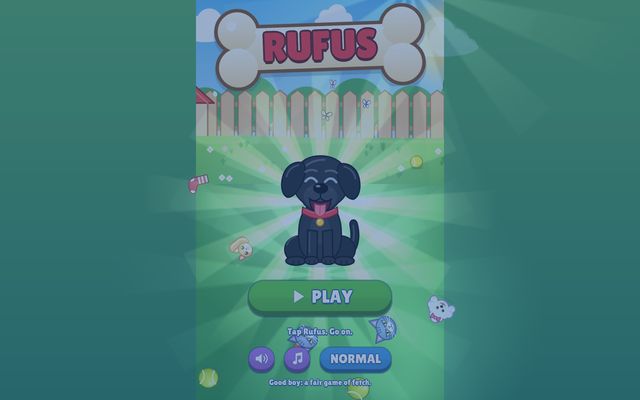 RUFUS
PLAY
Tap Rufus. Go on.
NORMAL
Good boy: a fair game of fetch.